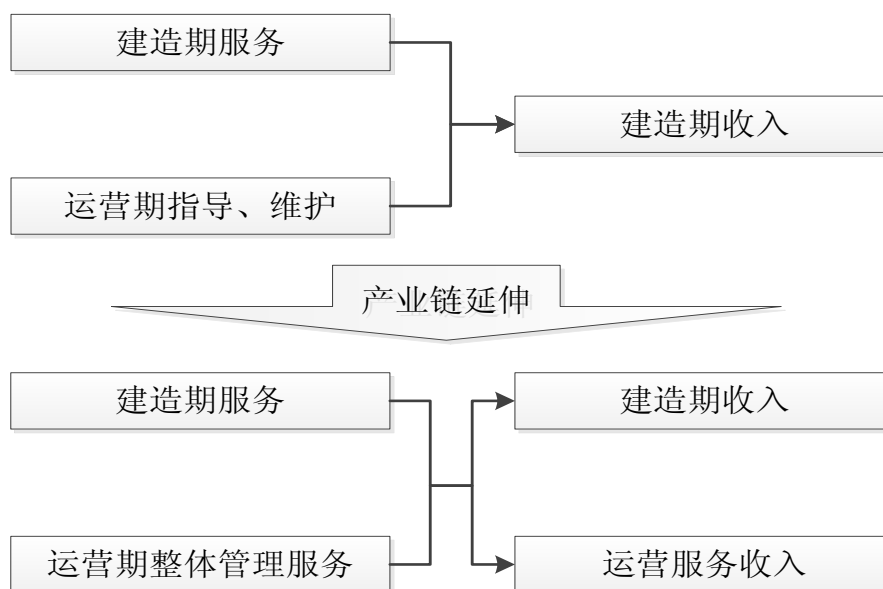 建造期服务
建造期收入
运营期指导、维护
产业链延伸
建造期服务
建造期收入
运营期整体管理服务
运营服务收入